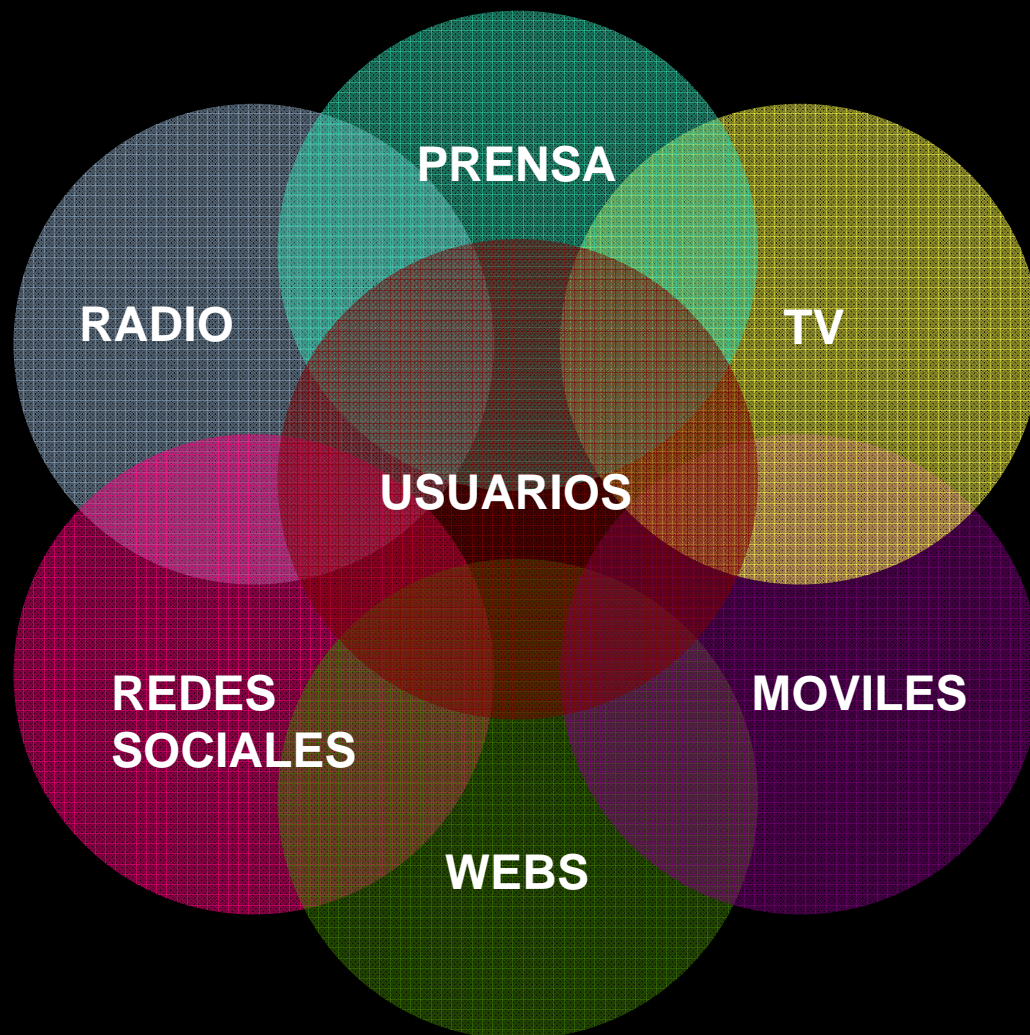 PRENSA
RADIO
TV
USUARIOS
REDES
SOCIALES
MOVILES
WEBS